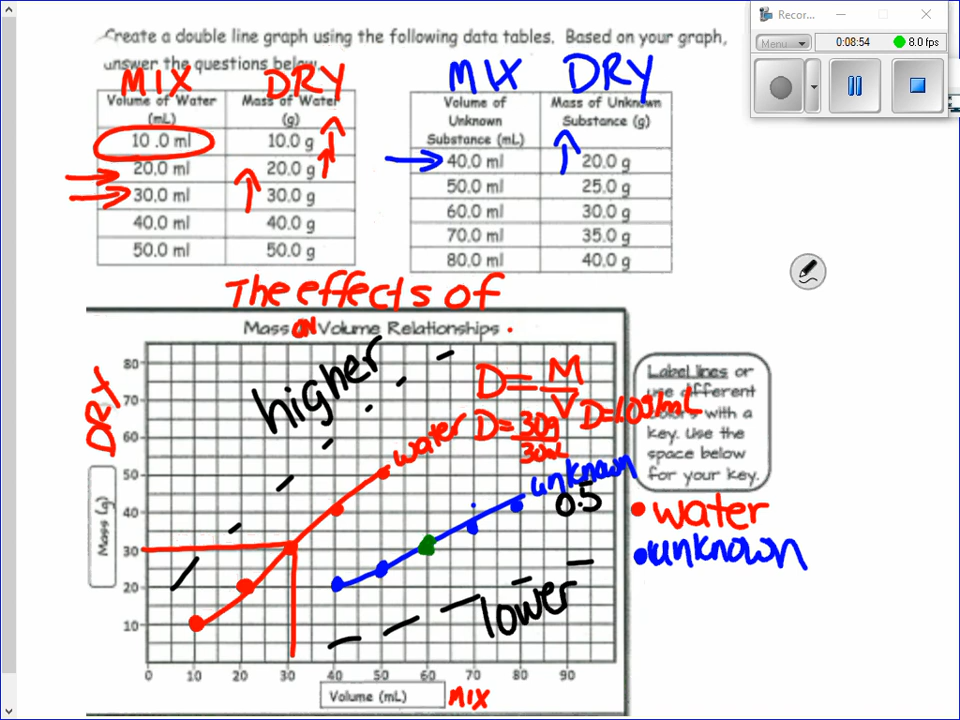 Recor...
Menu
0:08:54
8.0 fps
Create a double line graph using the following data tables. Based on your graph,
answer the questions below
MIX DRY
MIX DRY
Volume of Water (mL) Mass of Water (g)
10.0 ml 10.0 g
20.0 ml 20.0 g
30.0 ml 30.0 g
40.0 ml 40.0 g
50.0 ml 50.0 g
Volume of Unknown Substance (mL) Mass of Unknown Substance (g)
40.0 ml 20.0 g
50.0 ml 25.0 g
60.0 ml 30.0 g
70.0 ml 35.0 g
80.0 ml 40.0 g
The effects of
Mass on Volume Relationships
DRY
Mass (g)
80
70
60
50
40
30
20
10
higher
D = M/V
D = 30g/30mL
D = 1.0g/mL
water
unknown
0.5
lower
0 10 20 30 40 50 60 70 80 90
Volume (mL) MIX
Label lines or
use different
colors with a
key. Use the
space below
for your key.
water
unknown